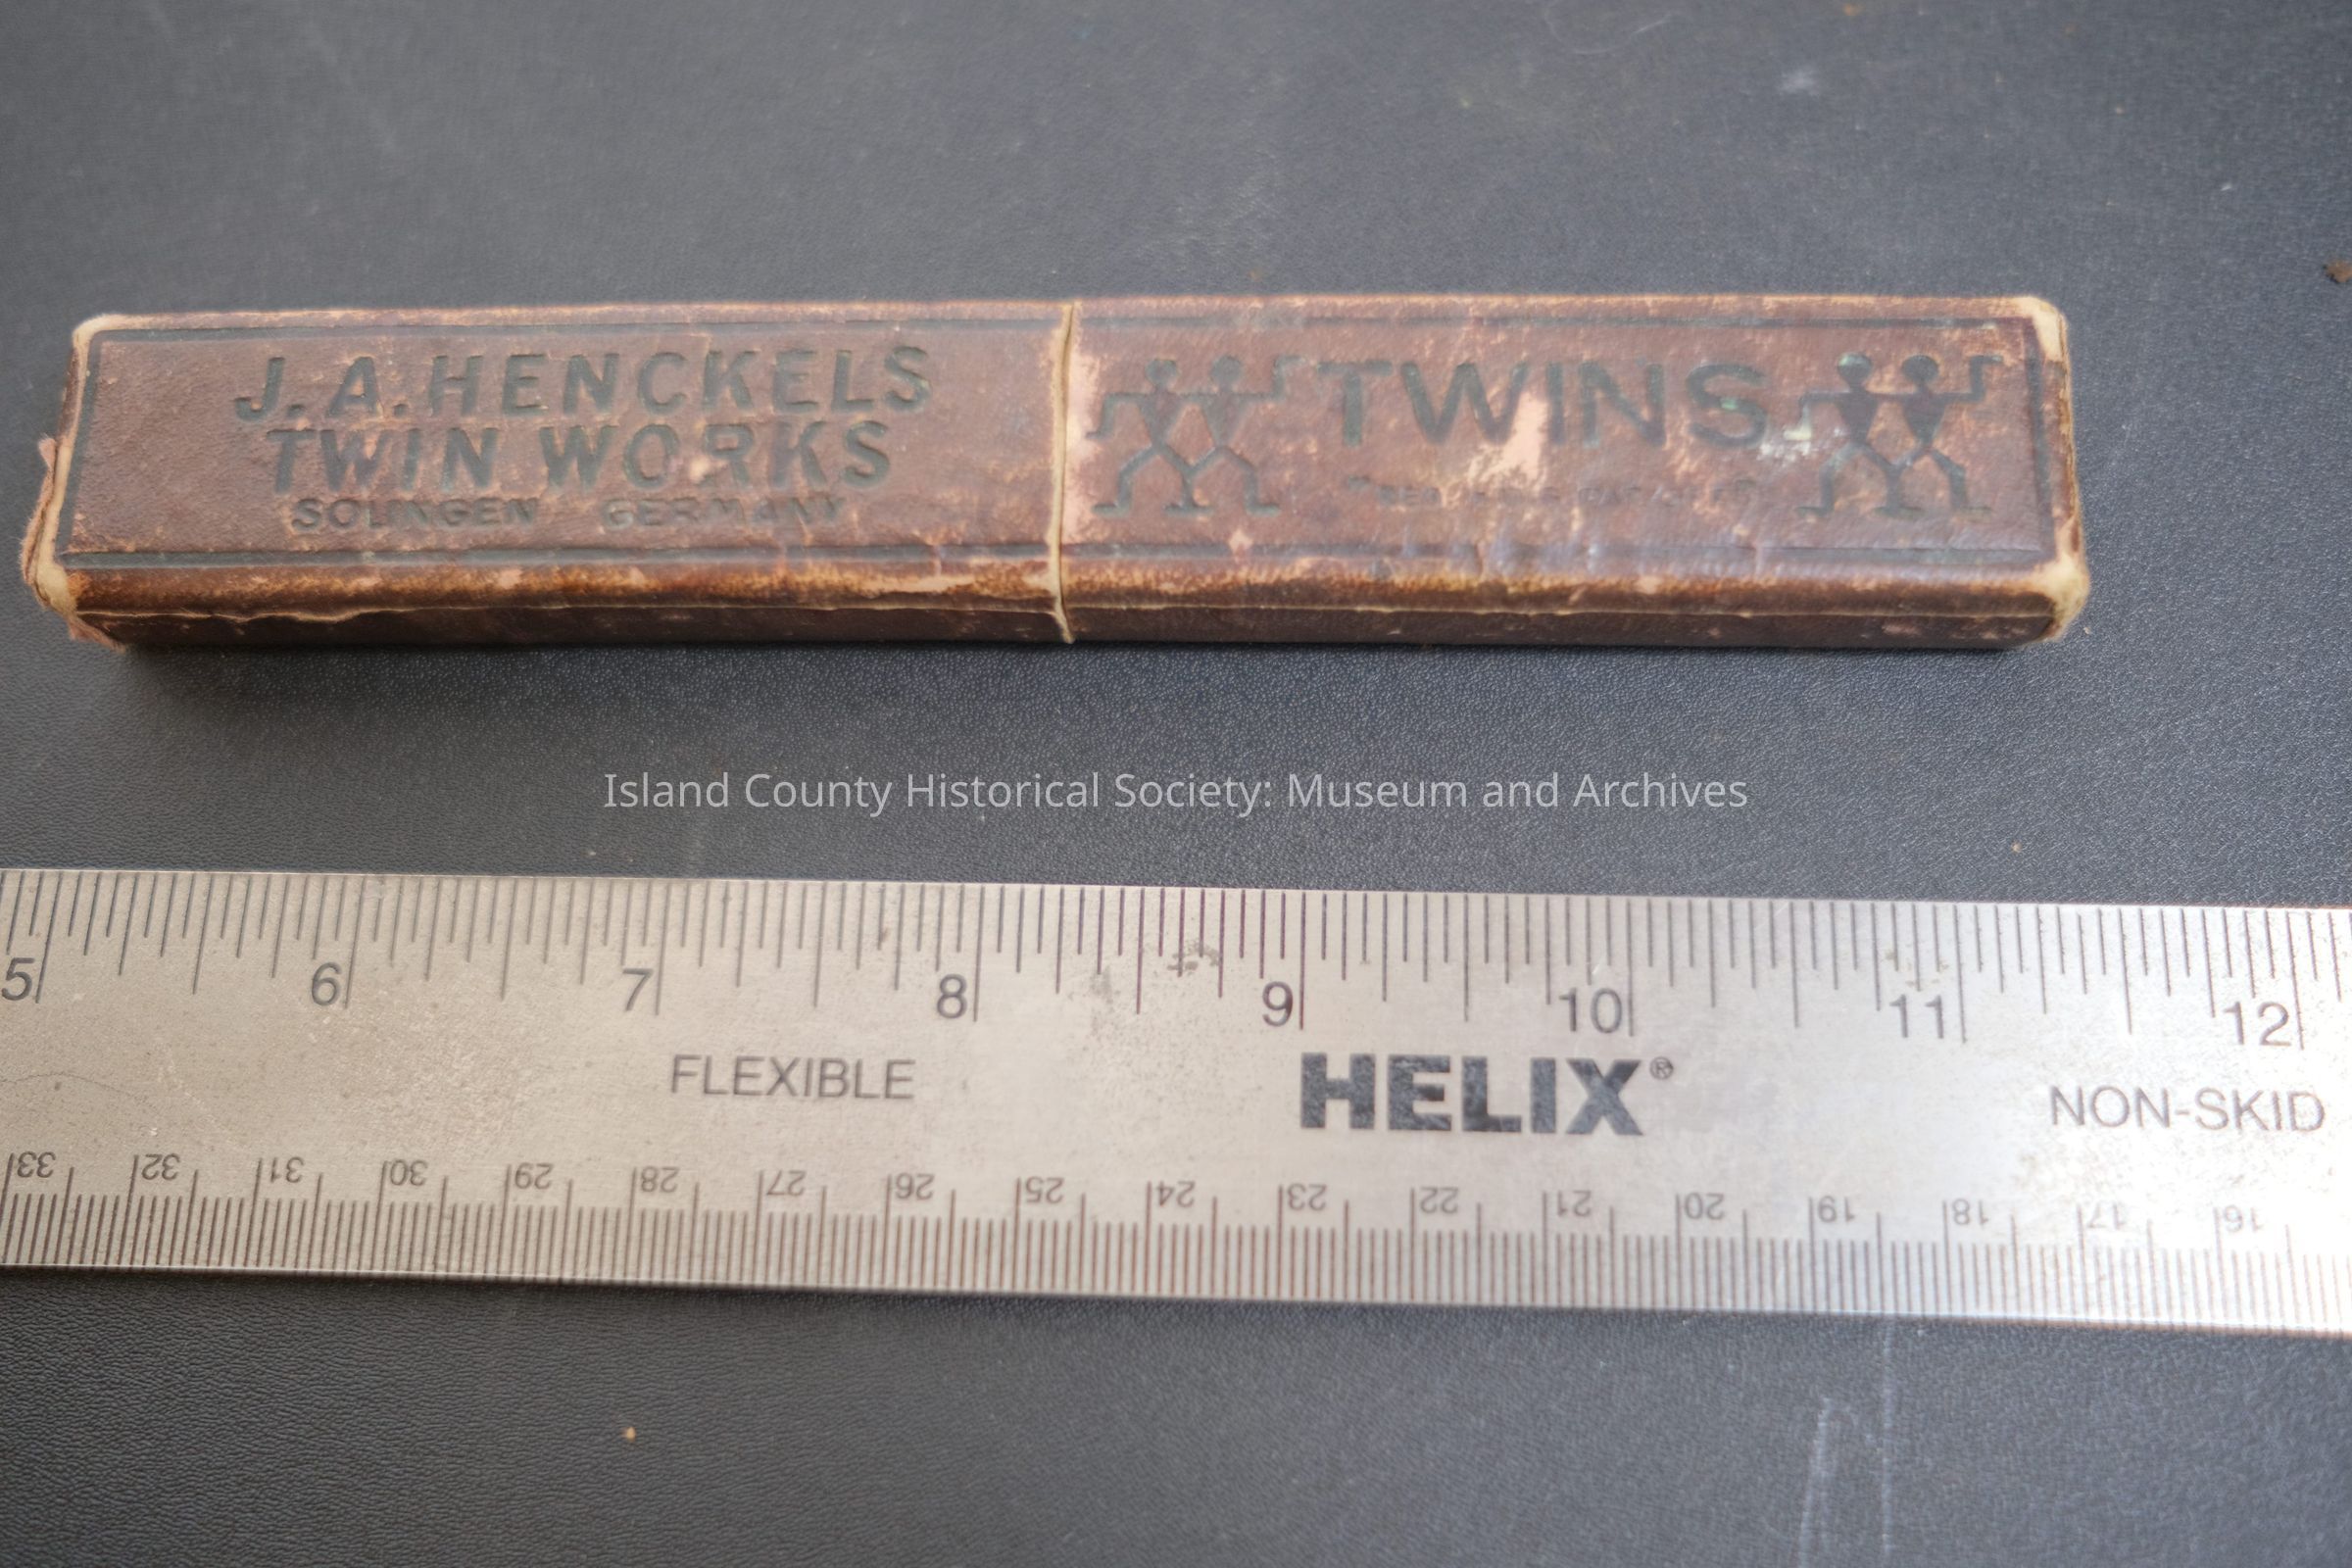 J.A. HENCKELS
TWIN WORKS
SOLINGEN GERMANY
TWINS
Island County Historical Society: Museum and Archives
5 6 7 8 9 10 11 12
FLEXIBLE HELIX® NON-SKID
33 32 31 30 29 28 27 26 25 24 23 22 21 20 19 18 17 16